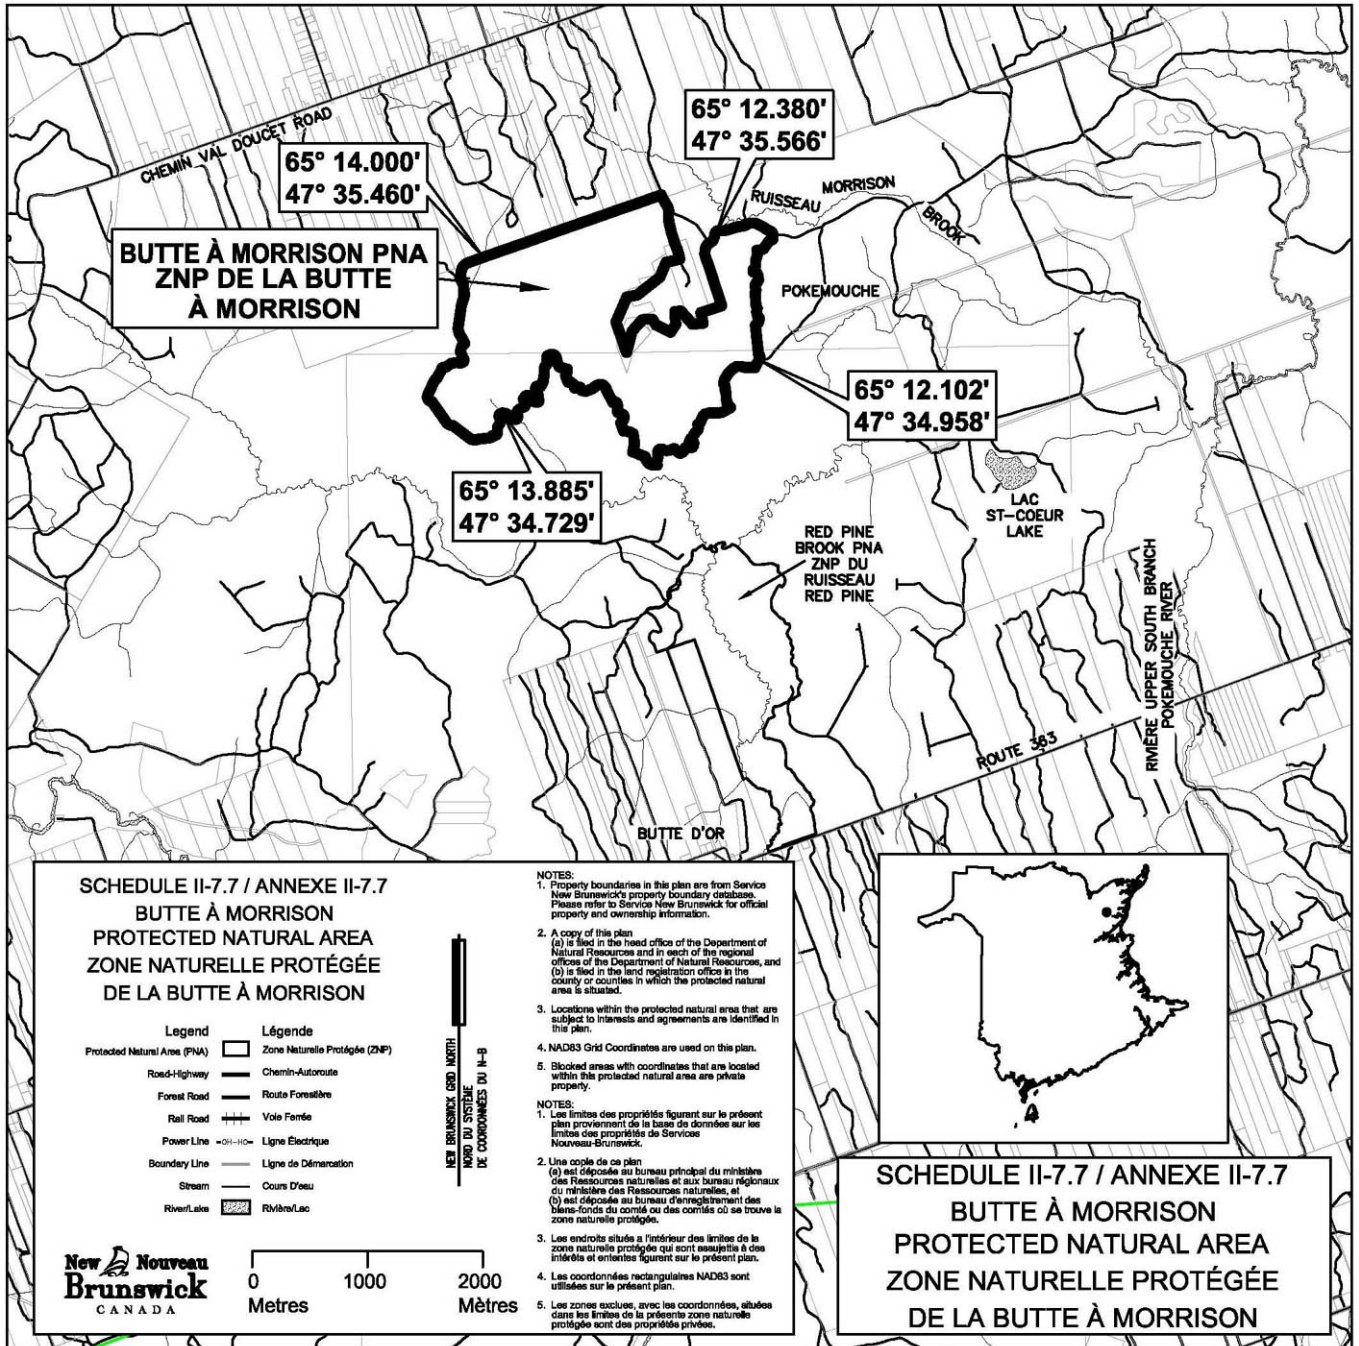 CHEMIN VAL DOUCET ROAD
65° 14.000'
47° 35.460'
65° 12.380'
47° 35.566'
RUISSEAU
MORRISON
BROOK
BUTTE À MORRISON PNA
ZNP DE LA BUTTE
À MORRISON
POKEMOUCHE
65° 12.102'
47° 34.958'
65° 13.885'
47° 34.729'
LAC
ST-COEUR
LAKE
RED PINE
BROOK PNA
ZNP DU
RUISSEAU
RED PINE
RIVIÈRE UPPER SOUTH BRANCH
POKEMOUCHE RIVER
ROUTE 363
BUTTE D'OR
SCHEDULE II-7.7 / ANNEXE II-7.7
BUTTE À MORRISON
PROTECTED NATURAL AREA
ZONE NATURELLE PROTÉGÉE
DE LA BUTTE À MORRISON
Legend Légende
Protected Natural Area (PNA) Zone Naturelle Protégée (ZNP)
Road-Highway Chemin-Autoroute
Forest Road Route Forestière
Rail Road Voie Ferrée
Power Line -OH-HO- Ligne Électrique
Boundary Line Ligne de Démarcation
Stream Cours D'eau
River/Lake Rivière/Lac
NEW BRUNSWICK GRID NORTH
NORD DU SYSTÈME
DE COORDONNÉES DU N-B
New Nouveau
Brunswick
CANADA
0 1000 2000
Metres Mètres
NOTES:
1. Property boundaries in this plan are from Service
New Brunswick's property boundary database.
Please refer to Service New Brunswick for official
property and ownership information.
2. A copy of this plan
(a) is filed in the head office of the Department of
Natural Resources and in each of the regional
offices of the Department of Natural Resources, and
(b) is filed in the land registration office in the
county or counties in which the protected natural
area is situated.
3. Locations within the protected natural area that are
subject to interests and agreements are identified in
this plan.
4. NAD83 Grid Coordinates are used on this plan.
5. Blocked areas with coordinates that are located
within this protected natural area are private
property.
NOTES:
1. Les limites des propriétés figurant sur le présent
plan proviennent de la base de données sur les
limites des propriétés de Services
Nouveau-Brunswick.
2. Une copie de ce plan
(a) est déposée au bureau principal du ministère
des Ressources naturelles et aux bureau régionaux
du ministère des Ressources naturelles, et
(b) est déposée au bureau d'enregistrement des
biens-fonds du comté ou des comtés où se trouve la
zone naturelle protégée.
3. Les endroits situés a l'intérieur des limites de la
zone naturelle protégée qui sont assujettis à des
intérêts et ententes figurent sur le présent plan.
4. Les coordonnées rectangulaires NAD83 sont
utilisées sur le présent plan.
5. Les zones exclues, avec les coordonnées, situées
dans les limites de la présente zone naturelle
protégée sont des propriétés privées.
SCHEDULE II-7.7 / ANNEXE II-7.7
BUTTE À MORRISON
PROTECTED NATURAL AREA
ZONE NATURELLE PROTÉGÉE
DE LA BUTTE À MORRISON